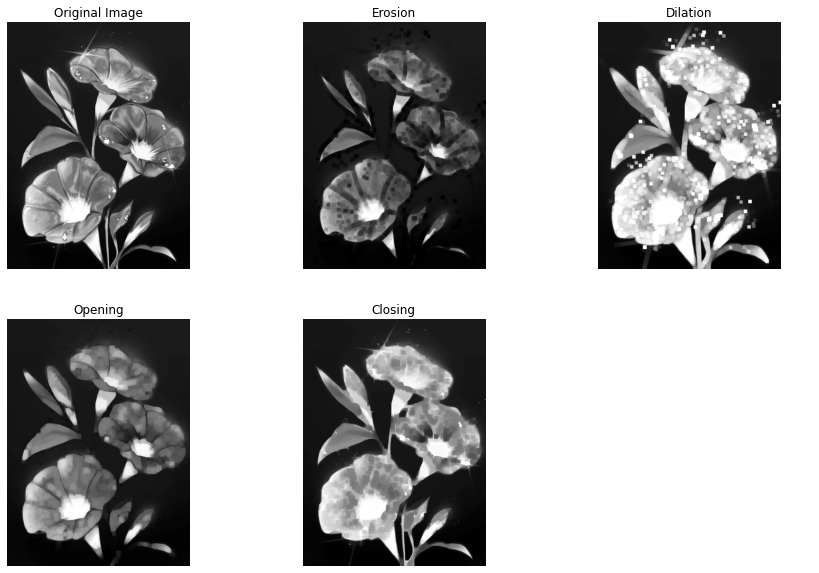 Original Image
Erosion
Dilation
Opening
Closing